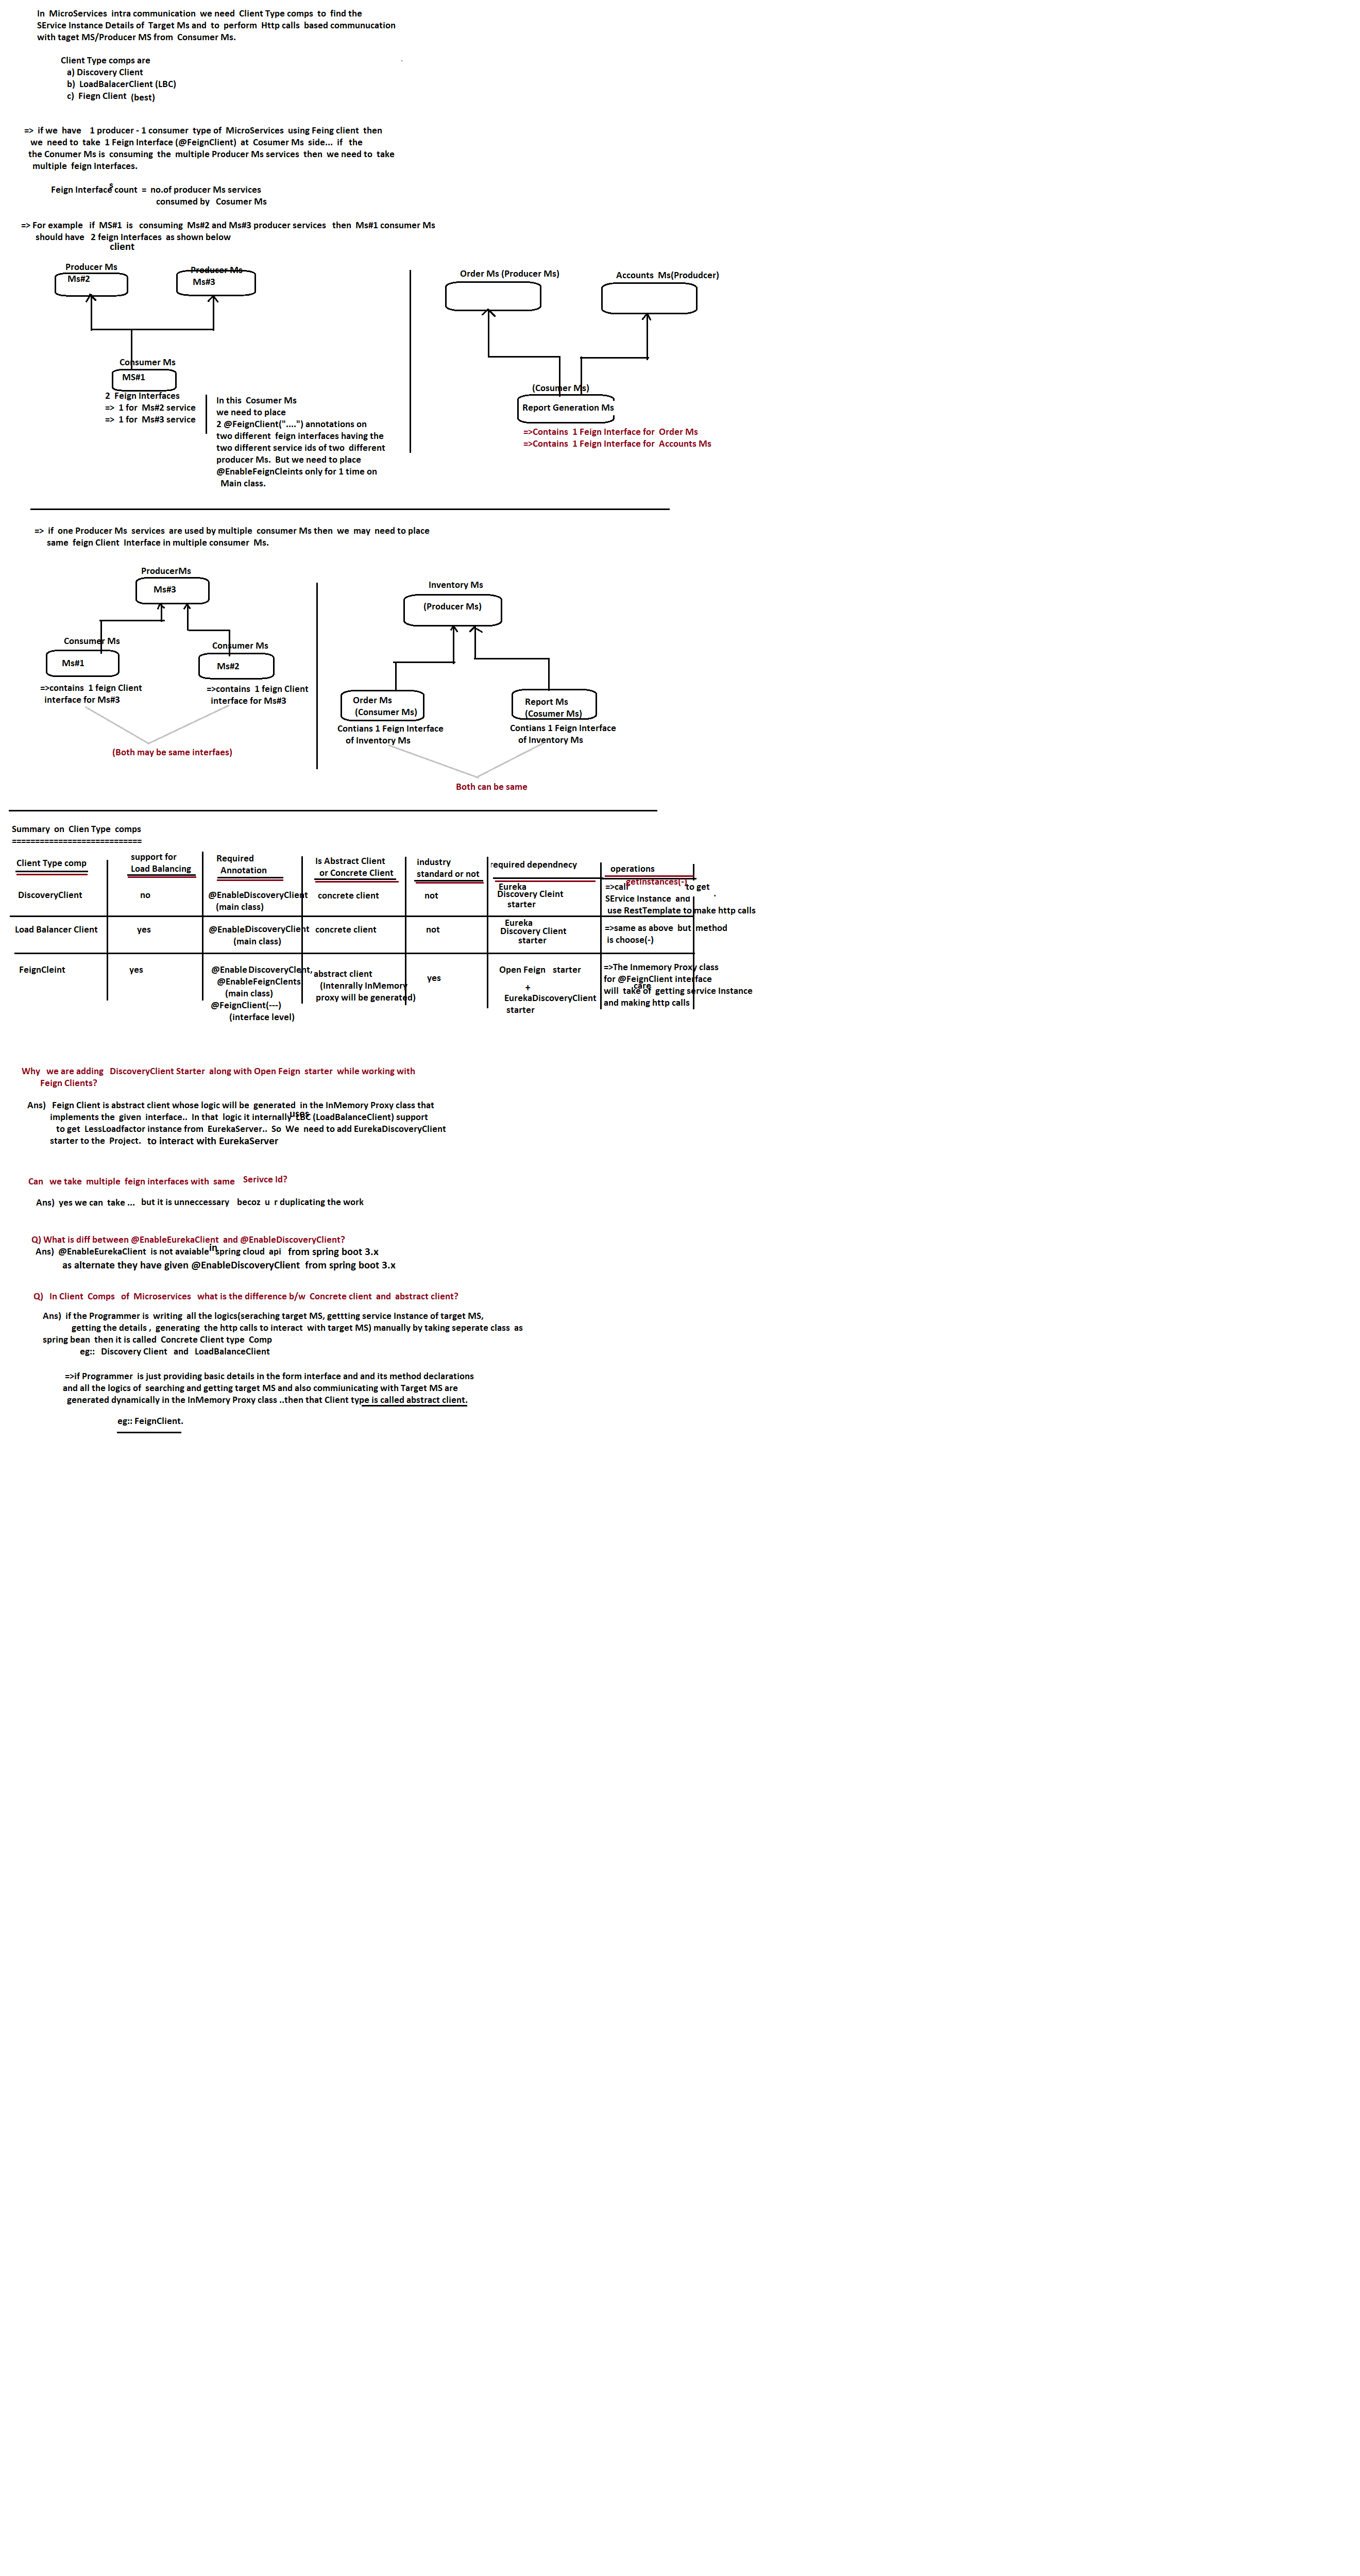 In MicroServices intra communication we need Client Type comps to find the
SErvice Instance Details of Target Ms and to perform Http calls based communucation
with taget MS/Producer MS from Consumer Ms.
Client Type comps are
a) Discovery Client
b) LoadBalacerClient (LBC)
c) Fiegn Client (best)
=> if we have 1 producer - 1 consumer type of MicroServices using Feing client then
we need to take 1 Feign Interface (@FeignClient) at Cosumer Ms side... if the
the Conumer Ms is consuming the multiple Producer Ms services then we need to take
multiple feign Interfaces.
Feign Interfaces count = no.of producer Ms services
consumed by Cosumer Ms
=> For example if MS#1 is consuming Ms#2 and Ms#3 producer services then Ms#1 consumer Ms
should have 2 feign Interfaces as shown below
client
Producer Ms
Ms#2
Producer Ms
Ms#3
Consumer Ms
MS#1
2 Feign Interfaces
=> 1 for Ms#2 service
=> 1 for Ms#3 service
In this Cosumer Ms
we need to place
2 @FeignClient("....") annotations on
two different feign interfaces having the
two different service ids of two different
producer Ms. But we need to place
@EnableFeignCleints only for 1 time on
Main class.
Order Ms (Producer Ms)
Accounts Ms(Produdcer)
(Cosumer Ms)
Report Generation Ms
=>Contains 1 Feign Interface for Order Ms
=>Contains 1 Feign Interface for Accounts Ms
=> if one Producer Ms services are used by multiple consumer Ms then we may need to place
same feign Client Interface in multiple consumer Ms.
ProducerMs
Ms#3
Consumer Ms
Ms#1
Consumer Ms
Ms#2
=>contains 1 feign Client
interface for Ms#3
=>contains 1 feign Client
interface for Ms#3
(Both may be same interfaes)
Inventory Ms
(Producer Ms)
Order Ms
(Consumer Ms)
Report Ms
(Cosumer Ms)
Contians 1 Feign Interface
of Inventory Ms
Contians 1 Feign Interface
of Inventory Ms
Both can be same
Summary on Clien Type comps
============================
Client Type comp
support for
Load Balancing
Required
Annotation
Is Abstract Client
or Concrete Client
industry
standard or not
required dependnecy
operations
DiscoveryClient
no
@EnableDiscoveryClient
(main class)
concrete client
not
Eureka
Discovery Cleint
starter
=>call getInstances(-) to get
SErvice Instance and
use RestTemplate to make http calls
Load Balancer Client
yes
@EnableDiscoveryClient
(main class)
concrete client
not
Eureka
Discovery Client
starter
=>same as above but method
is choose(-)
FeignCleint
yes
@EnableDiscoveryClent,
@EnableFeignClents
(main class)
@FeignClient(---)
(interface level)
abstract client
(Intenrally InMemory
proxy will be generated)
yes
Open Feign starter
+
EurekaDiscoveryClient
starter
=>The Inmemory Proxy class
for @FeignClient interface
will take care of getting service Instance
and making http calls
Why we are adding DiscoveryClient Starter along with Open Feign starter while working with
Feign Clients?
Ans) Feign Client is abstract client whose logic will be generated in the InMemory Proxy class that
implements the given interface.. In that logic it internally uses LBC (LoadBalanceClient) support
to get LessLoadfactor instance from EurekaServer.. So We need to add EurekaDiscoveryClient
starter to the Project. to interact with EurekaServer
Can we take multiple feign interfaces with same Serivce Id?
Ans) yes we can take ... but it is unneccessary becoz u r duplicating the work
Q) What is diff between @EnableEurekaClient and @EnableDiscoveryClient?
Ans) @EnableEurekaClient is not avaiable in spring cloud api from spring boot 3.x
as alternate they have given @EnableDiscoveryClient from spring boot 3.x
Q) In Client Comps of Microservices what is the difference b/w Concrete client and abstract client?
Ans) if the Programmer is writing all the logics(seraching target MS, gettting service Instance of target MS,
getting the details , generating the http calls to interact with target MS) manually by taking seperate class as
spring bean then it is called Concrete Client type Comp
eg:: Discovery Client and LoadBalanceClient
=>if Programmer is just providing basic details in the form interface and and its method declarations
and all the logics of searching and getting target MS and also commiunicating with Target MS are
generated dynamically in the InMemory Proxy class ..then that Client type is called abstract client.
eg:: FeignClient.